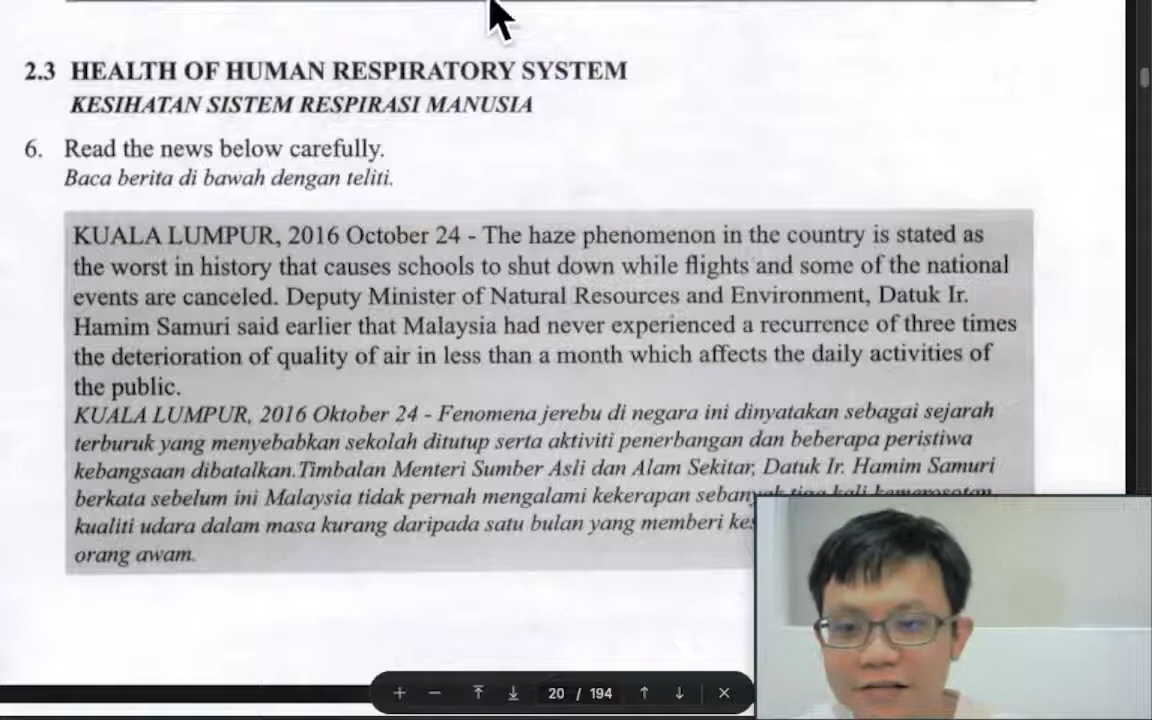 2.3 HEALTH OF HUMAN RESPIRATORY SYSTEM
KESIHATAN SISTEM RESPIRASI MANUSIA
6. Read the news below carefully.
Baca berita di bawah dengan teliti.
KUALA LUMPUR, 2016 October 24 - The haze phenomenon in the country is stated as
the worst in history that causes schools to shut down while flights and some of the national
events are canceled. Deputy Minister of Natural Resources and Environment, Datuk Ir.
Hamim Samuri said earlier that Malaysia had never experienced a recurrence of three times
the deterioration of quality of air in less than a month which affects the daily activities of
the public.
KUALA LUMPUR, 2016 Oktober 24 - Fenomena jerebu di negara ini dinyatakan sebagai sejarah
terburuk yang menyebabkan sekolah ditutup serta aktiviti penerbangan dan beberapa peristiwa
kebangsaan dibatalkan. Timbalan Menteri Sumber Asli dan Alam Sekitar, Datuk Ir. Hamim Samuri
berkata sebelum ini Malaysia tidak pernah mengalami kekerapan
kualiti udara dalam masa kurang daripada satu bulan yang memberi
orang awam.
20 / 194